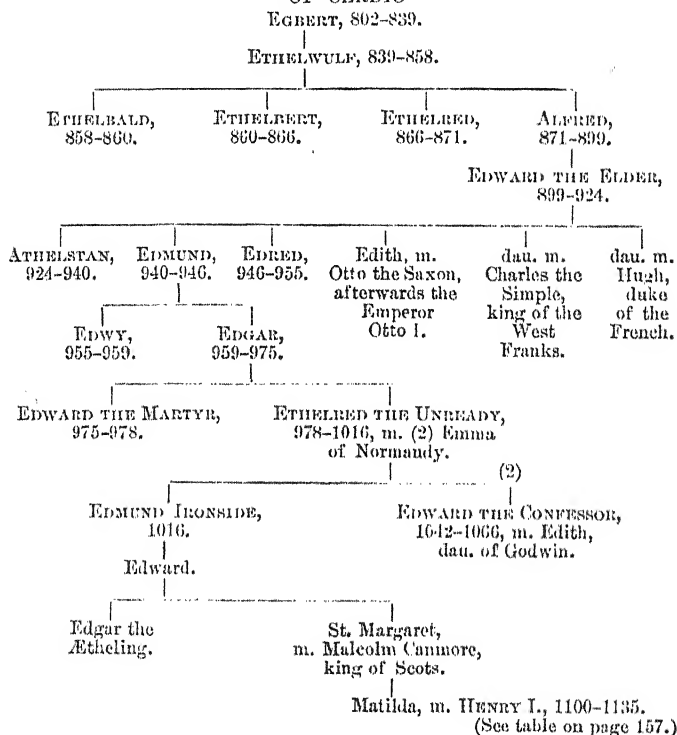 OF CERDIC
EGBERT, 802–839.
ETHELWULF, 839–858.
ETHELBALD, ETHELBERT, ETHELRED, ALFRED,
858–860. 860–866. 866–871. 871–899.
EDWARD THE ELDER,
899–924.
ATHELSTAN, EDMUND, EDRED, Edith, m. dau. m. dau. m.
924–940. 940–946. 946–955. Otto the Saxon, Charles the Hugh,
afterwards the Simple, duke
Emperor king of the of the
Otto I. West French.
Franks.
EDWY, EDGAR,
955–959. 959–975.
EDWARD THE MARTYR, ETHELRED THE UNREADY,
975–978. 978–1016, m. (2) Emma
of Normandy.
(2)
EDMUND IRONSIDE, EDWARD THE CONFESSOR,
1016. 1042–1066, m. Edith,
dau. of Godwin.
Edward.
Edgar the St. Margaret,
Ætheling. m. Malcolm Canmore,
king of Scots.
Matilda, m. HENRY I., 1100–1135.
(See table on page 157.)